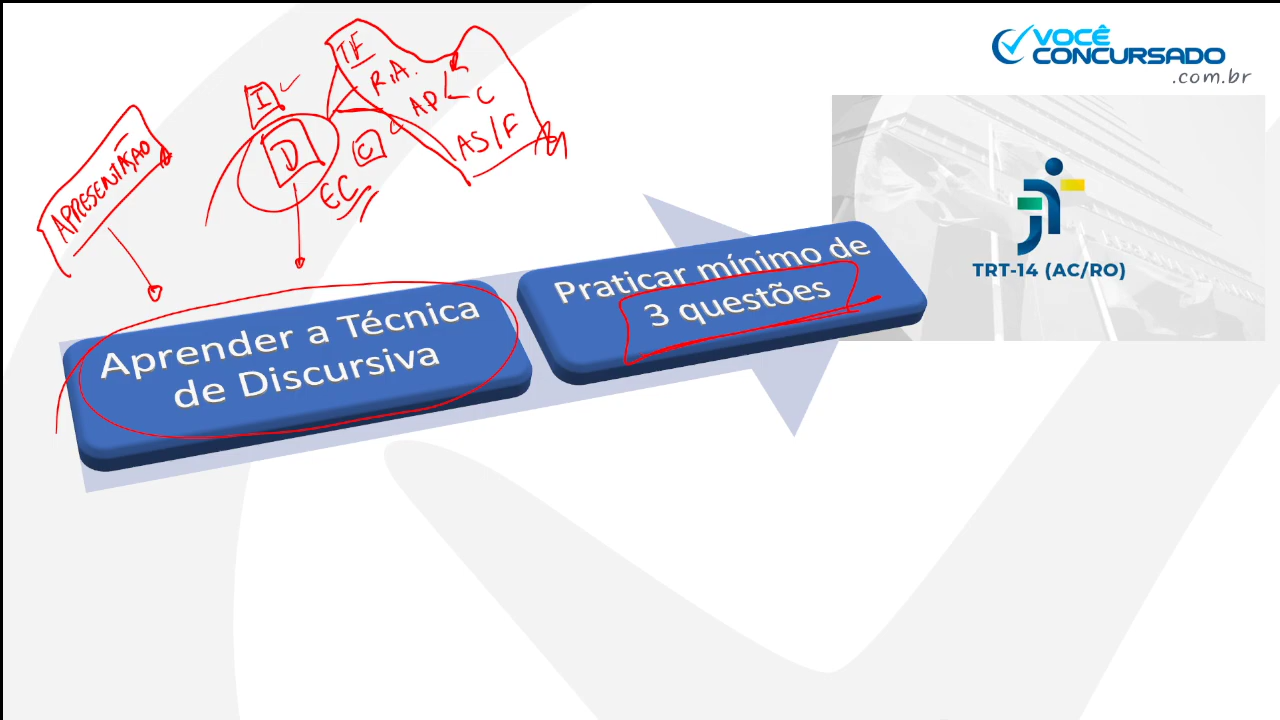 VOCÊ
CONCURSADO
.com.br
TRT-14 (AC/RO)
APRESENTAÇÃO
I
D
C
EC
TF
R.A.
AP
C
AS/F
Aprender a Técnica
de Discursiva
Praticar mínimo de
3 questões